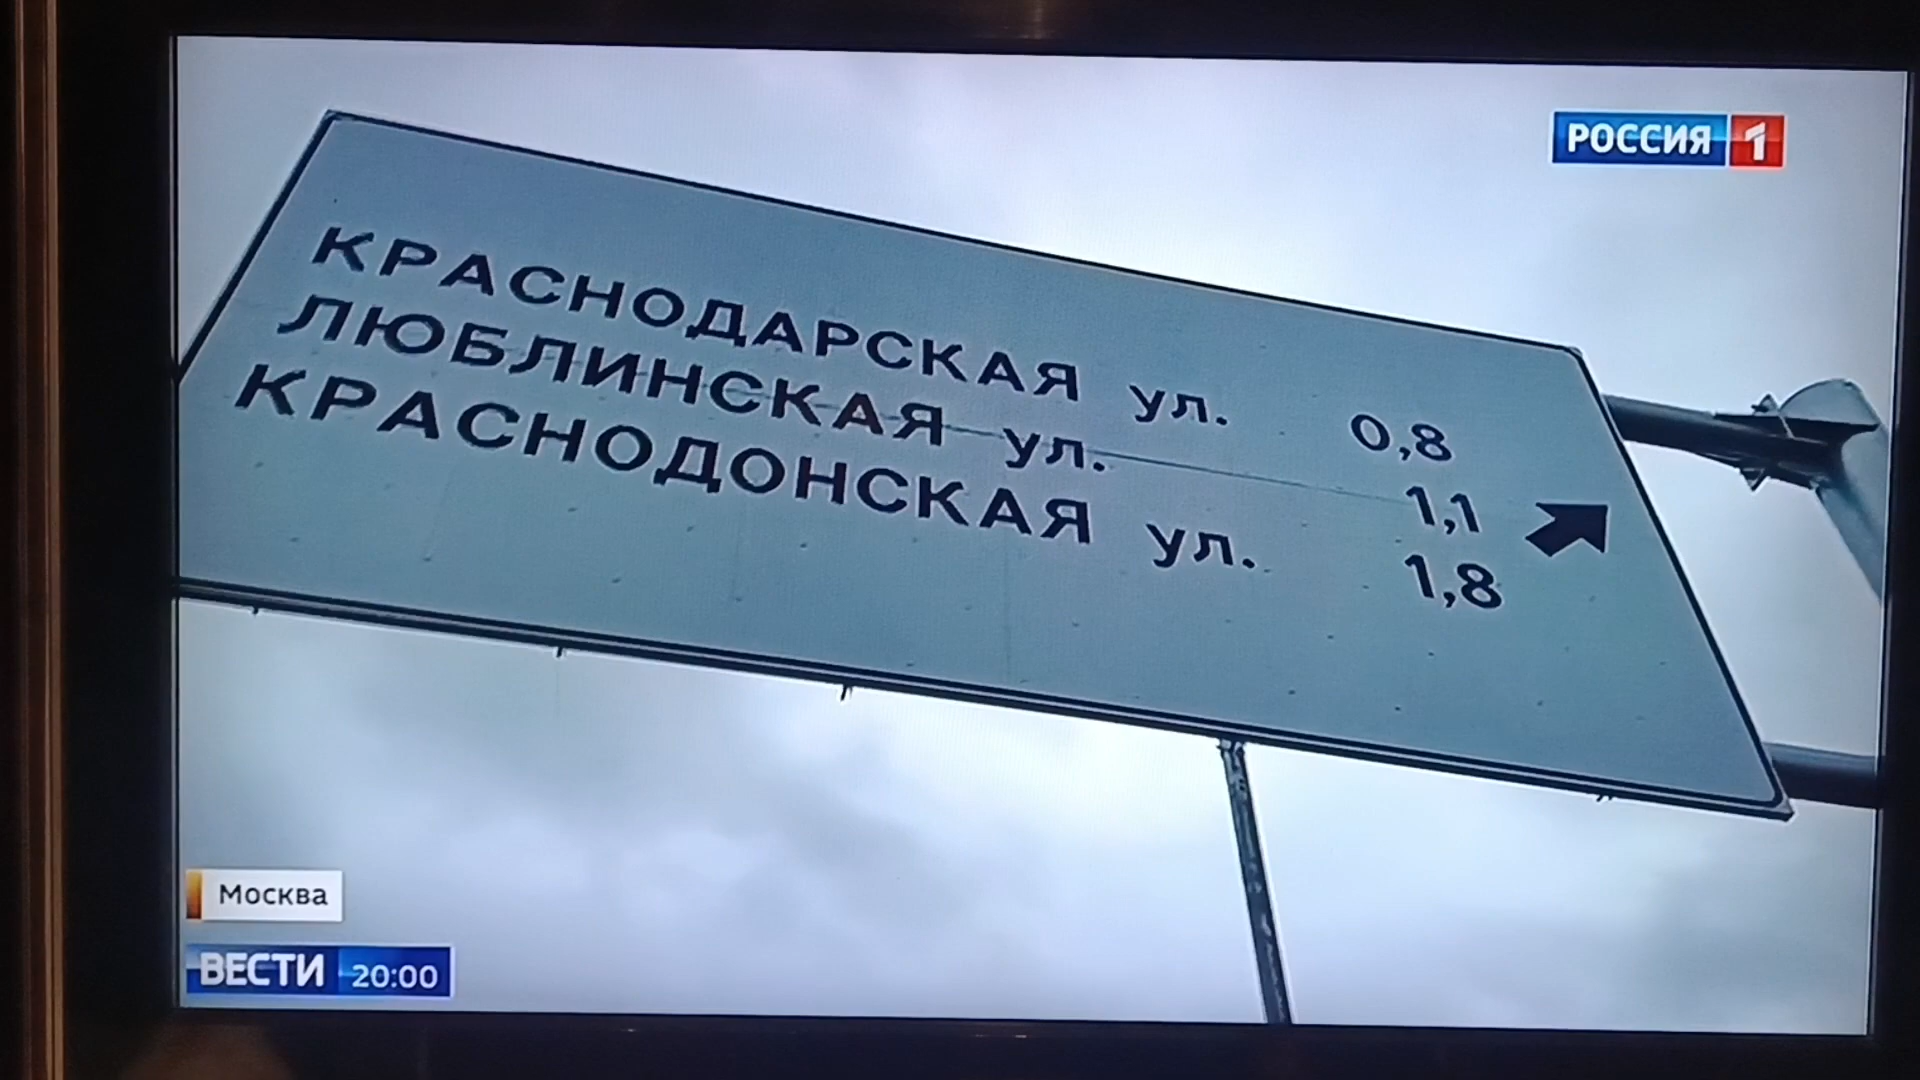 РОССИЯ 1
КРАСНОДАРСКАЯ ул. 0,8
ЛЮБЛИНСКАЯ ул. 1,1
КРАСНОДОНСКАЯ ул. 1,8
Москва
ВЕСТИ 20:00